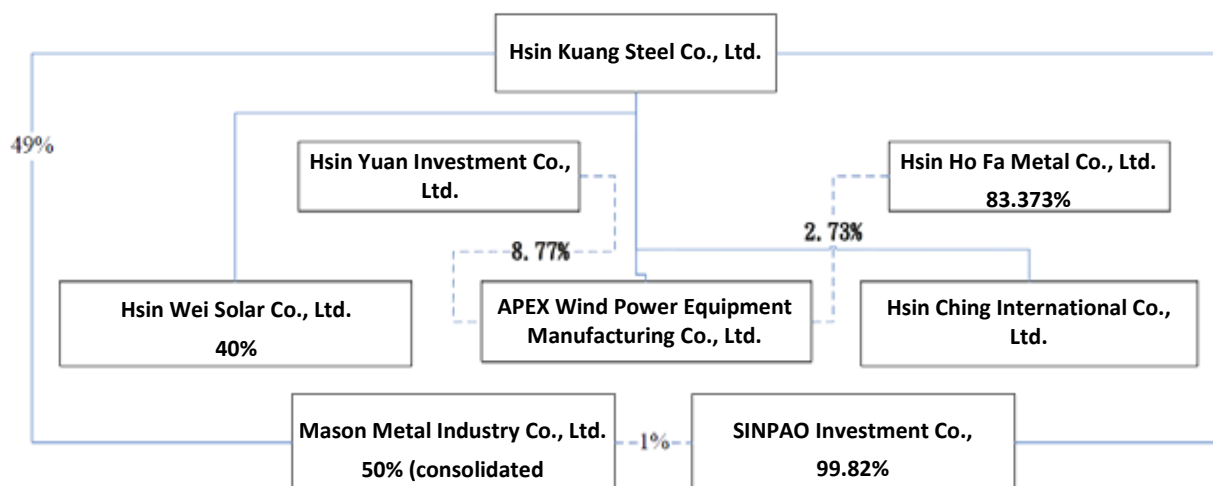 Hsin Kuang Steel Co., Ltd.
49%
Hsin Yuan Investment Co.,
Ltd.
Hsin Ho Fa Metal Co., Ltd.
83.373%
8.77%
2.73%
Hsin Wei Solar Co., Ltd.
40%
APEX Wind Power Equipment
Manufacturing Co., Ltd.
Hsin Ching International Co.,
Ltd.
Mason Metal Industry Co., Ltd.
50% (consolidated
1%
SINPAO Investment Co.,
99.82%